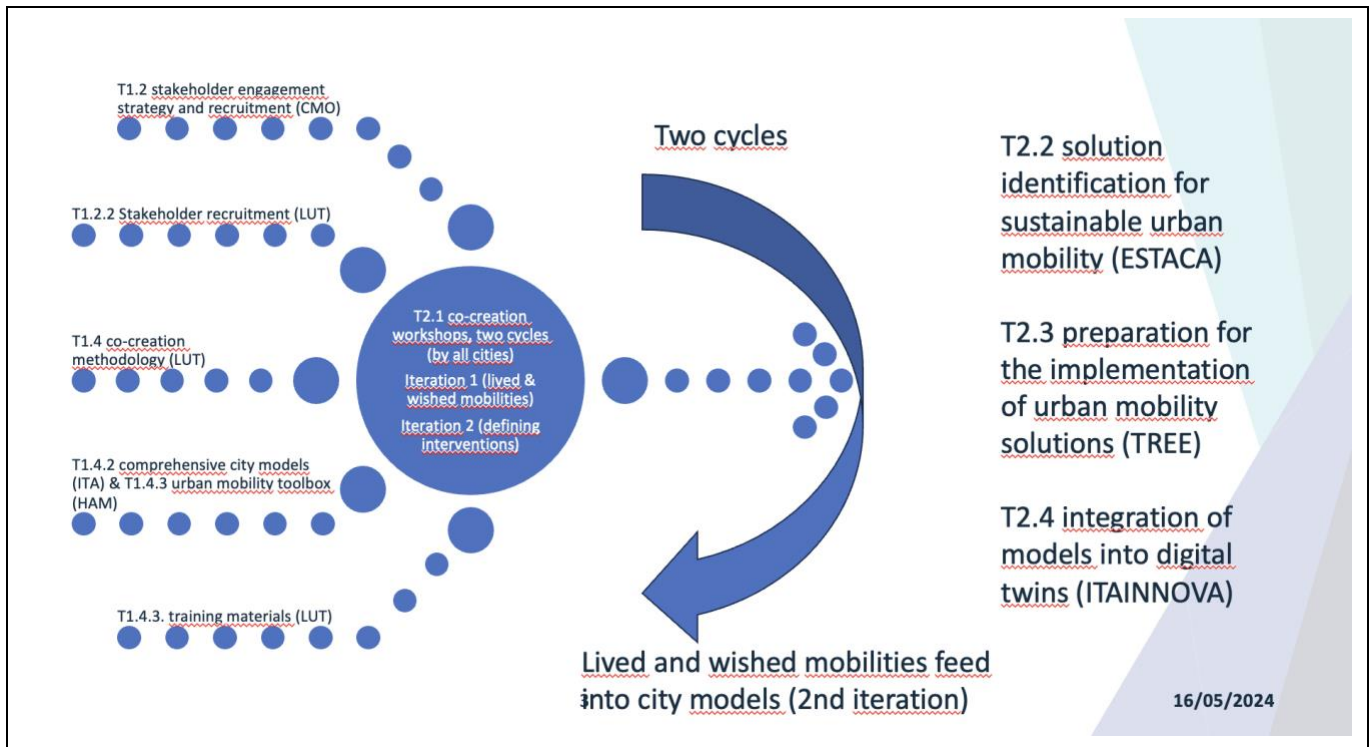 T1.2 stakeholder engagement
strategy and recruitment (CMO)
T1.2.2 Stakeholder recruitment (LUT)
T1.4 co-creation
methodology (LUT)
T1.4.2 comprehensive city models
(ITA) & T1.4.3 urban mobility toolbox
(HAM)
T1.4.3. training materials (LUT)
T2.1 co-creation
workshops, two cycles
(by all cities)
Iteration 1 (lived &
wished mobilities)
Iteration 2 (defining
interventions)
Two cycles
Lived and wished mobilities feed
into city models (2nd iteration)
3
T2.2 solution
identification for
sustainable urban
mobility (ESTACA)
T2.3 preparation for
the implementation
of urban mobility
solutions (TREE)
T2.4 integration of
models into digital
twins (ITAINNOVA)
16/05/2024